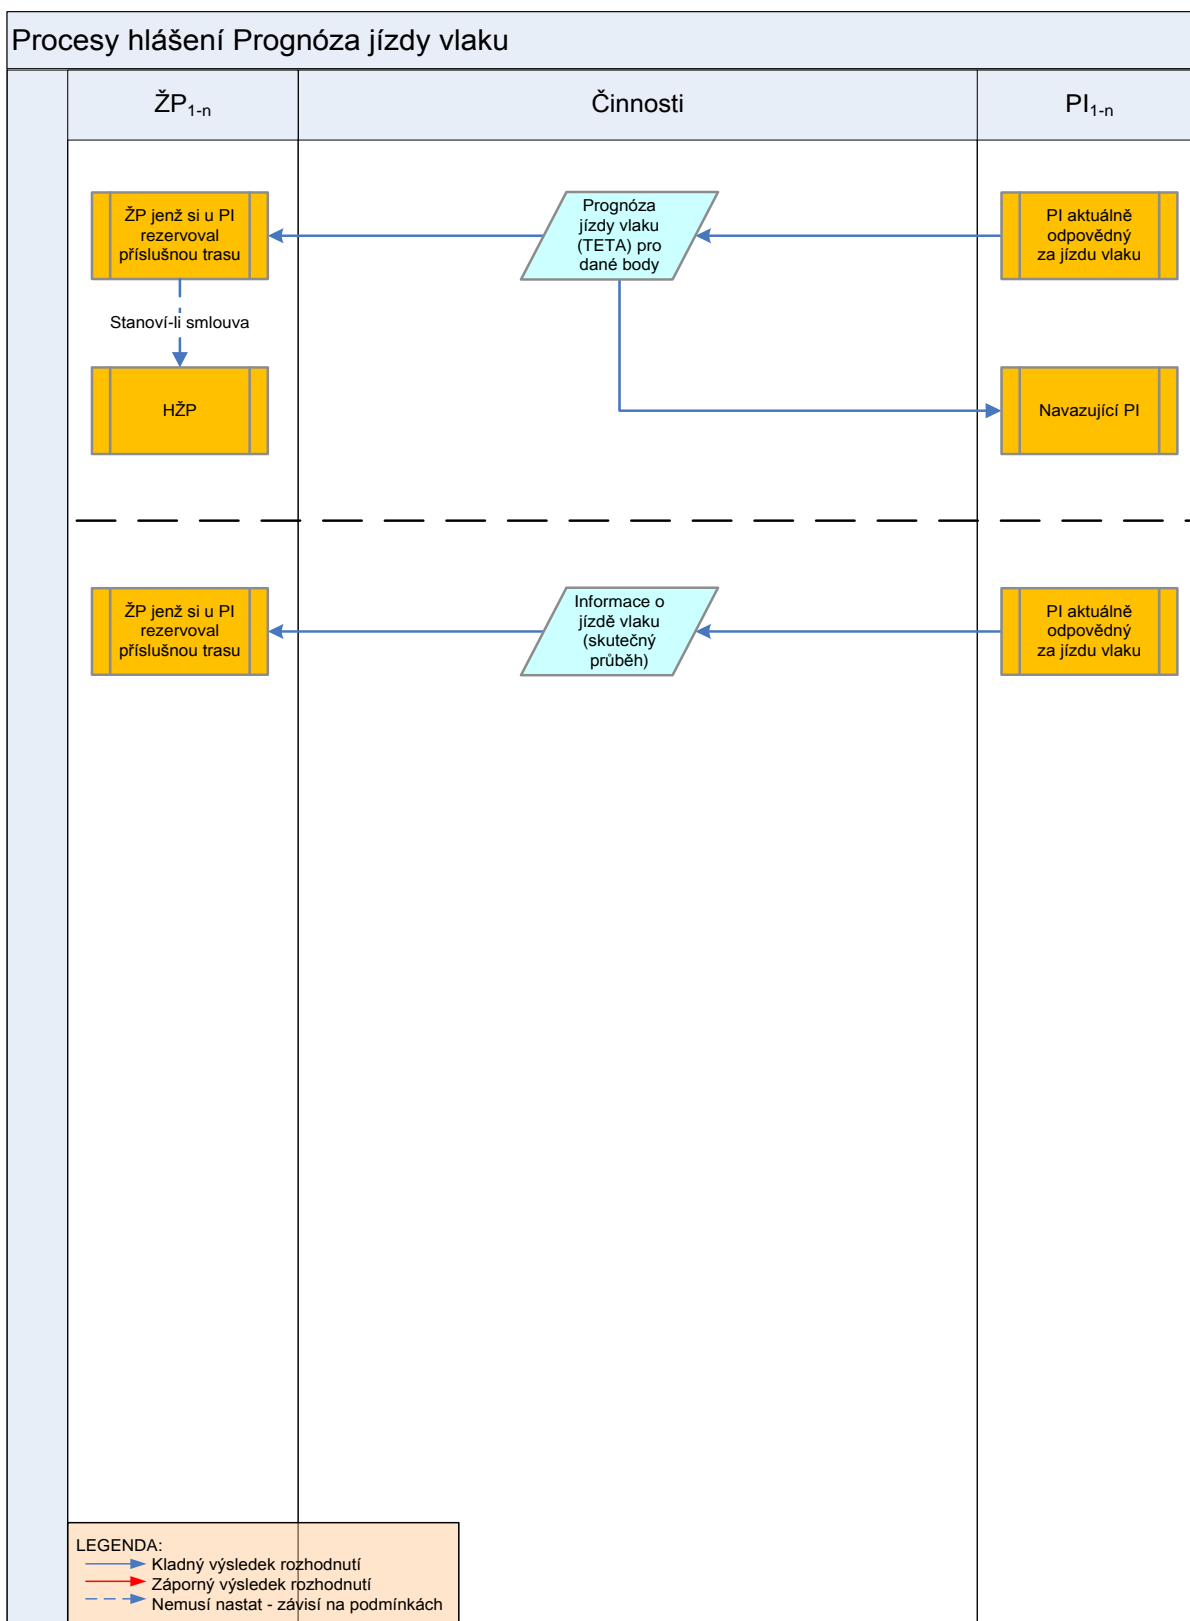 Procesy hlášení Prognóza jízdy vlaku
ŽP1-n
Činnosti
PI1-n
ŽP jenž si u PI
rezervoval
příslušnou trasu
Prognóza
jízdy vlaku
(TETA) pro
dané body
PI aktuálně
odpovědný
za jízdu vlaku
Stanoví-li smlouva
HŽP
Navazující PI
ŽP jenž si u PI
rezervoval
příslušnou trasu
Informace o
jízdě vlaku
(skutečný
průběh)
PI aktuálně
odpovědný
za jízdu vlaku
LEGENDA:
Kladný výsledek rozhodnutí
Záporný výsledek rozhodnutí
Nemusí nastat - závisí na podmínkách